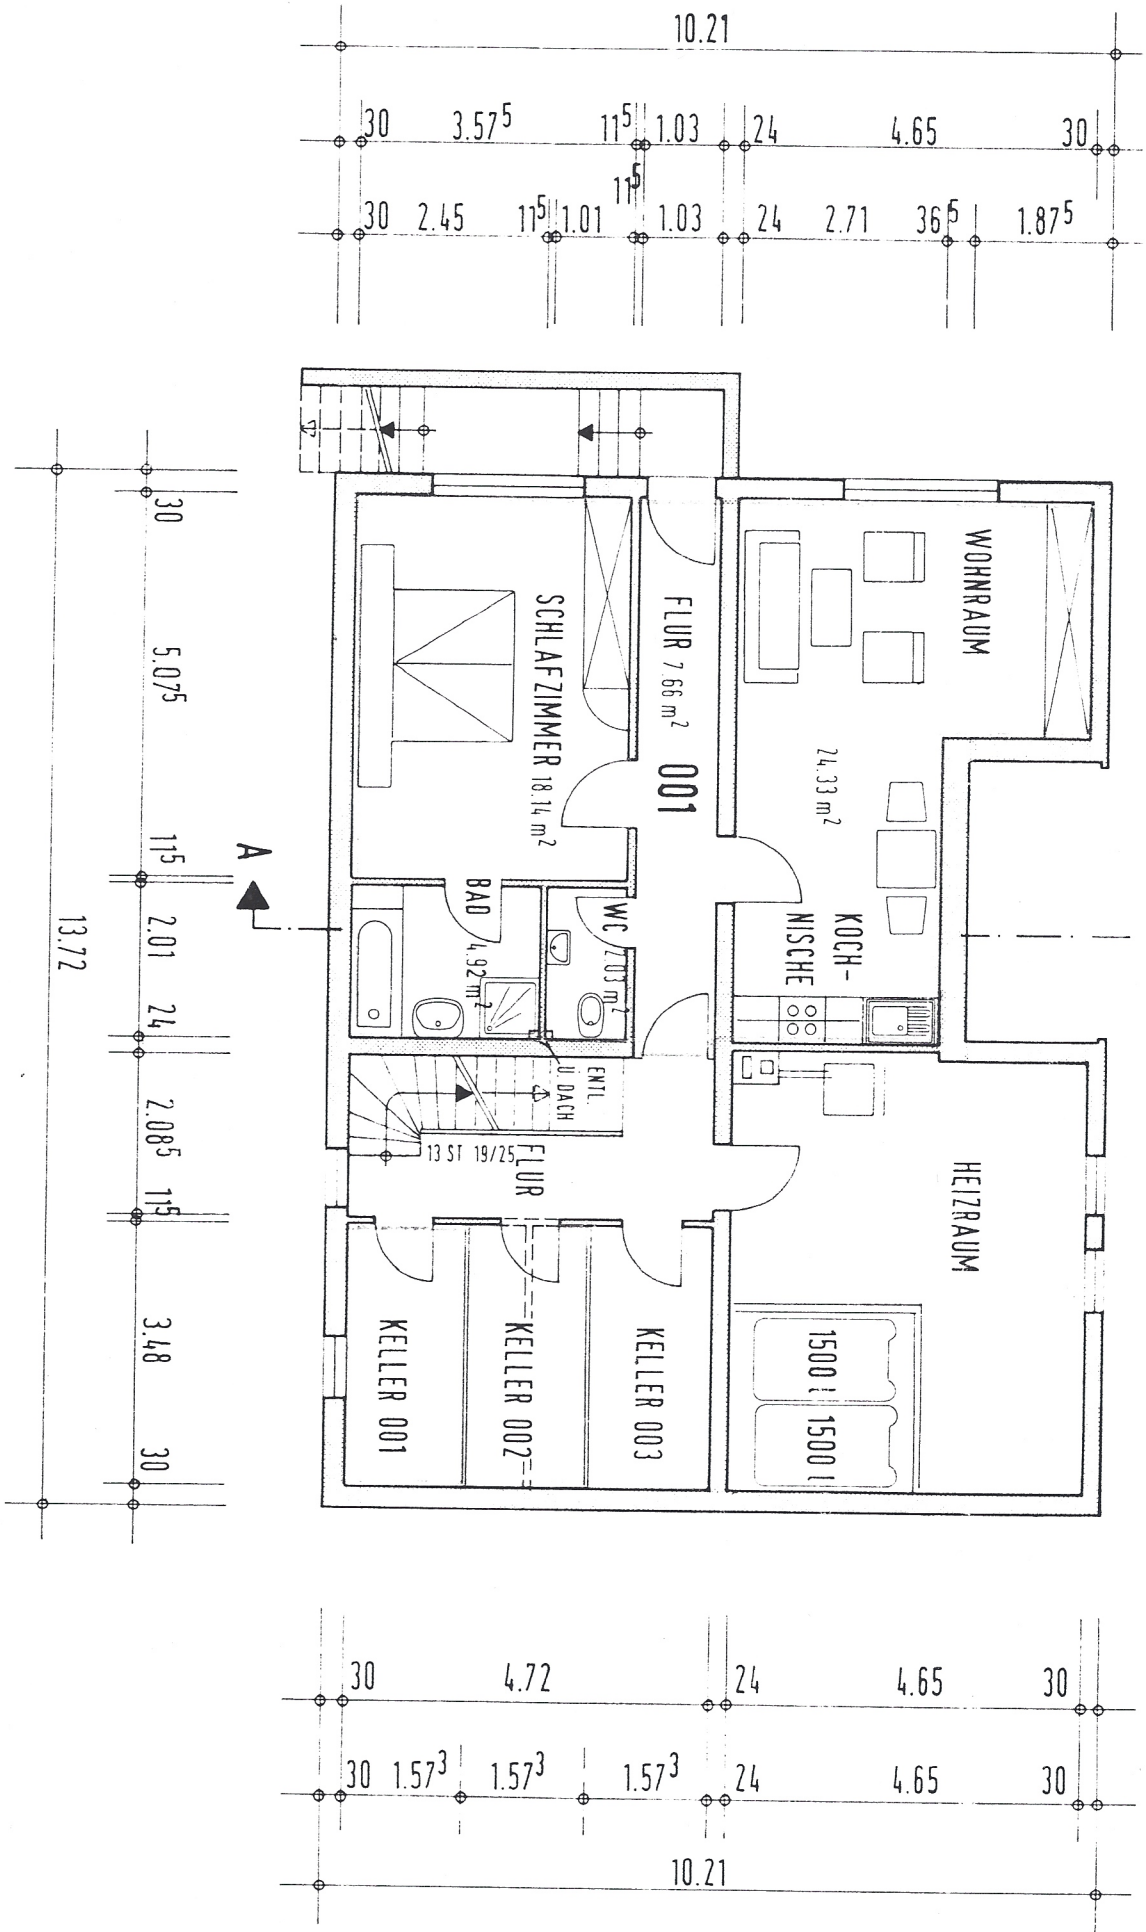 10.21
30 3.57⁵ 11⁵ 1.03 24 4.65 30
11⁵
30 2.45 11⁵ 1.01 1.03 24 2.71 36⁵ 1.87⁵
WOHNRAUM
24.33 m²
KOCH-
NISCHE
FLUR 7.66 m²
001
SCHLAFZIMMER 18.14 m²
BAD
4.92 m²
WC 2.03 m²
ENTL.
Ü DACH
13 ST 19/25
FLUR
HEIZRAUM
1500 l 1500 l
KELLER 003
KELLER 002
KELLER 001
A
30 5.07⁵ 11⁵ 2.01 24 2.08⁵ 11⁵ 3.48 30
13.72
30 4.72 24 4.65 30
30 1.57³ 1.57³ 1.57³ 24 4.65 30
10.21